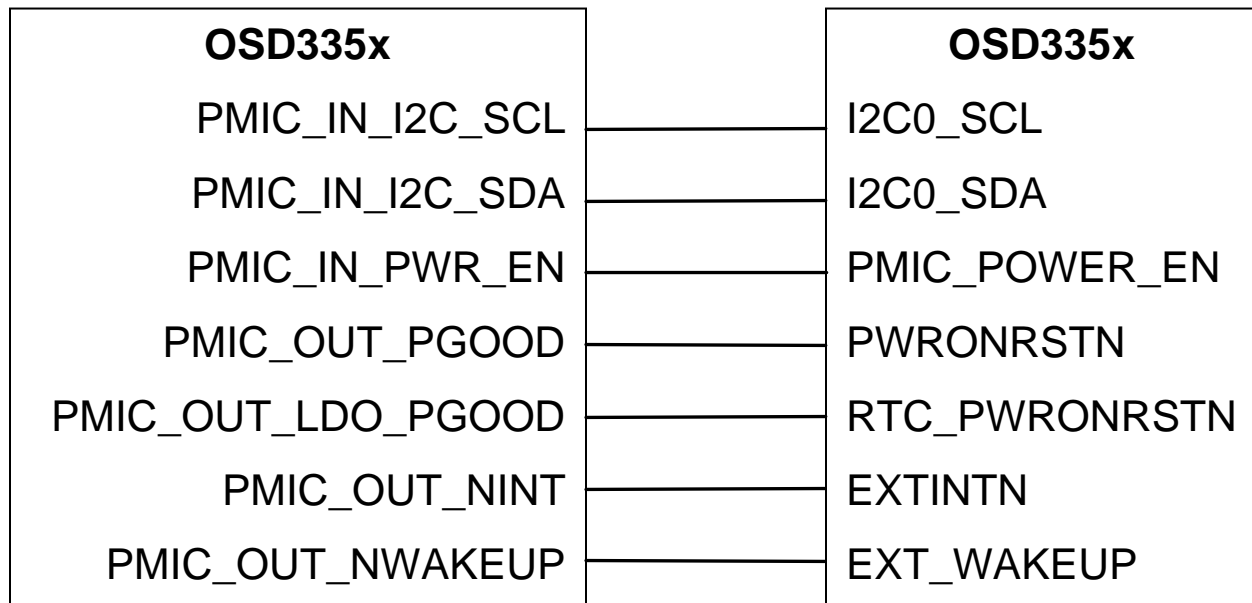 OSD335x OSD335x
PMIC_IN_I2C_SCL I2C0_SCL
PMIC_IN_I2C_SDA I2C0_SDA
PMIC_IN_PWR_EN PMIC_POWER_EN
PMIC_OUT_PGOOD PWRONRSTN
PMIC_OUT_LDO_PGOOD RTC_PWRONRSTN
PMIC_OUT_NINT EXTINTN
PMIC_OUT_NWAKEUP EXT_WAKEUP